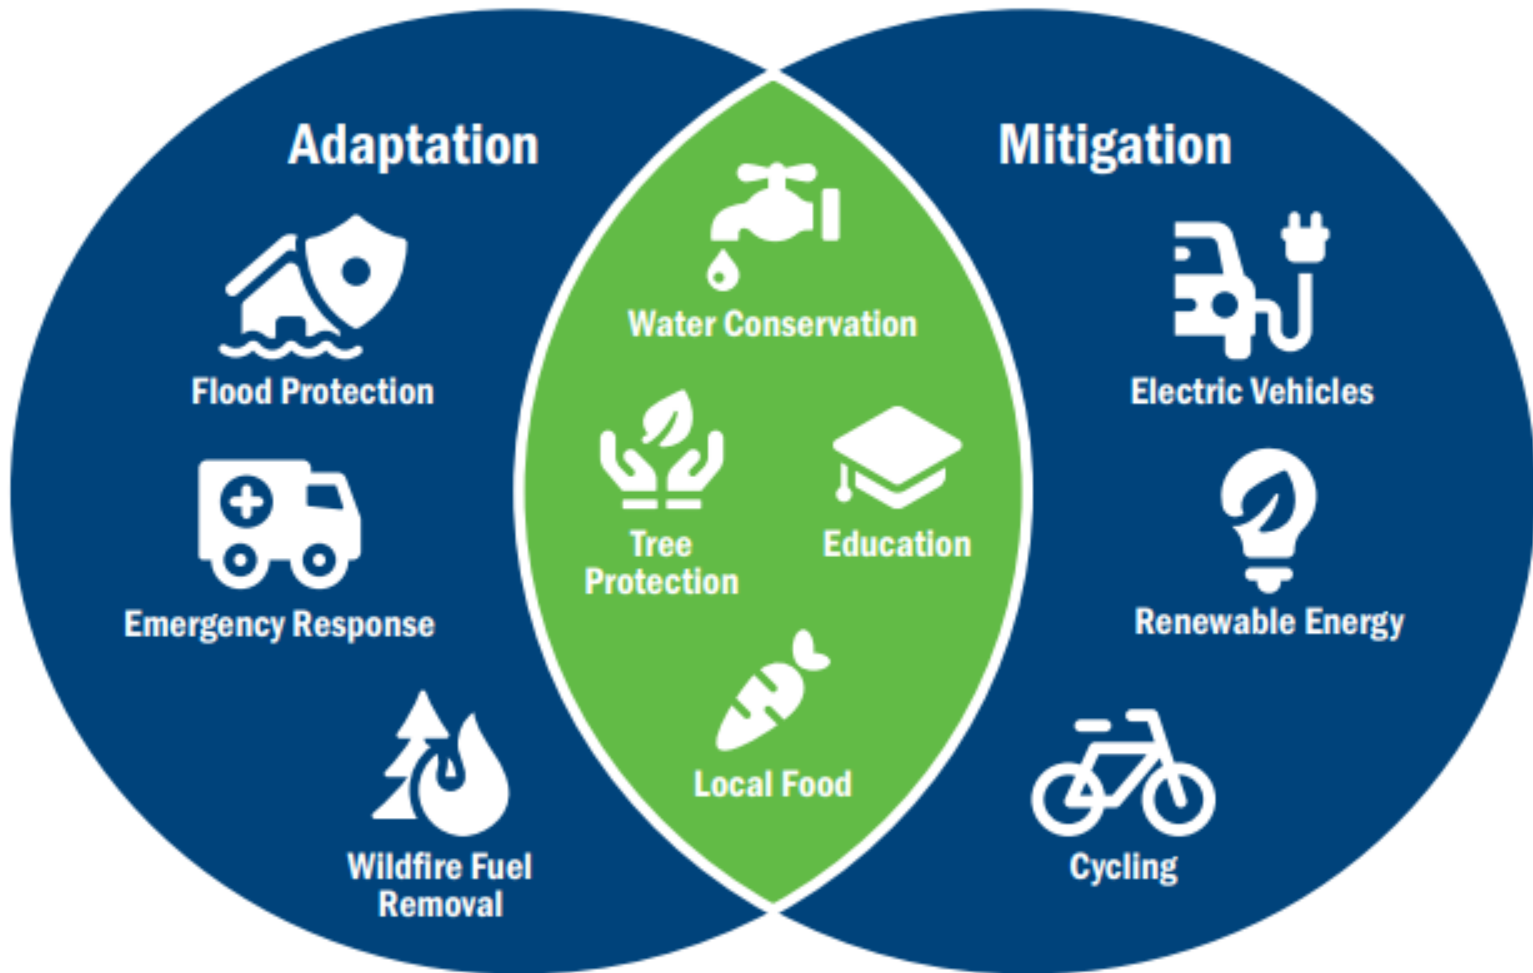 Adaptation
Flood Protection
Emergency Response
Wildfire Fuel
Removal
Water Conservation
Tree
Protection
Education
Local Food
Mitigation
Electric Vehicles
Renewable Energy
Cycling